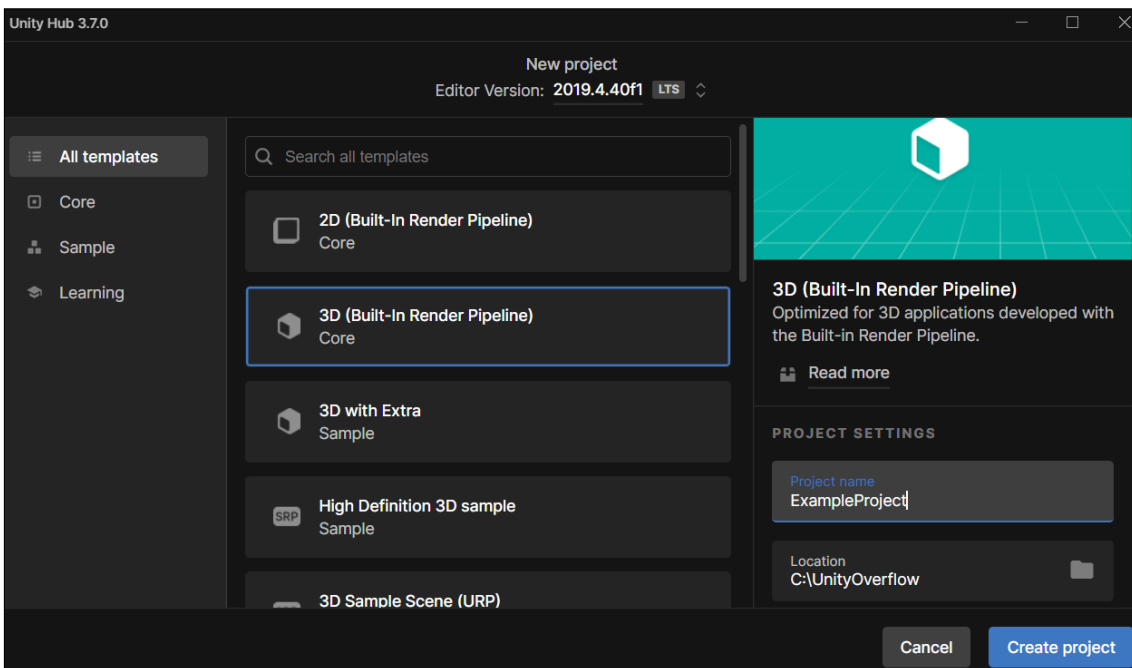 Unity Hub 3.7.0
New project
Editor Version: 2019.4.40f1 LTS
All templates
Core
Sample
Learning
Search all templates
2D (Built-In Render Pipeline)
Core
3D (Built-In Render Pipeline)
Core
3D with Extra
Sample
SRP
High Definition 3D sample
Sample
3D Sample Scene (URP)
3D (Built-In Render Pipeline)
Optimized for 3D applications developed with
the Built-in Render Pipeline.
Read more
PROJECT SETTINGS
Project name
ExampleProject
Location
C:\UnityOverflow
Cancel
Create project